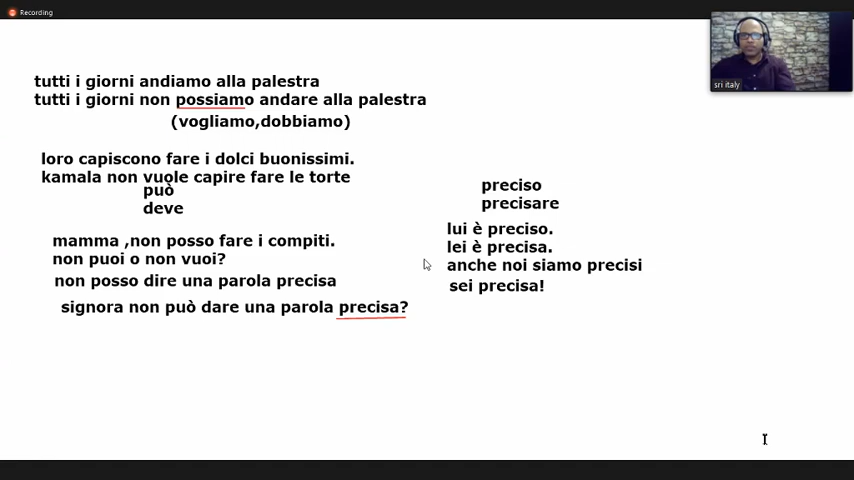 Recording
sri italy
tutti i giorni andiamo alla palestra
tutti i giorni non possiamo andare alla palestra
(vogliamo,dobbiamo)
loro capiscono fare i dolci buonissimi.
kamala non vuole capire fare le torte
può
deve
mamma ,non posso fare i compiti.
non puoi o non vuoi?
non posso dire una parola precisa
signora non può dare una parola precisa?
preciso
precisare
lui è preciso.
lei è precisa.
anche noi siamo precisi
sei precisa!